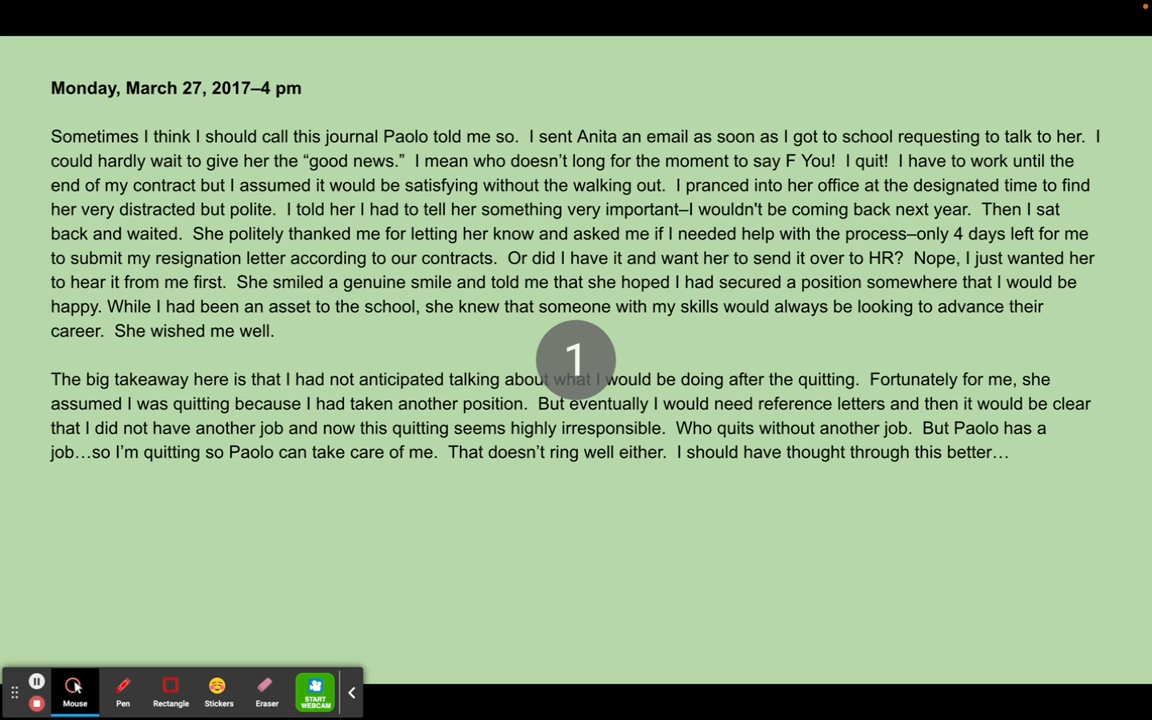 Monday, March 27, 2017–4 pm
Sometimes I think I should call this journal Paolo told me so.  I sent Anita an email as soon as I got to school requesting to talk to her.  I
could hardly wait to give her the “good news.”  I mean who doesn’t long for the moment to say F You!  I quit!  I have to work until the
end of my contract but I assumed it would be satisfying without the walking out.  I pranced into her office at the designated time to find
her very distracted but polite.  I told her I had to tell her something very important–I wouldn't be coming back next year.  Then I sat
back and waited.  She politely thanked me for letting her know and asked me if I needed help with the process–only 4 days left for me
to submit my resignation letter according to our contracts.  Or did I have it and want her to send it over to HR?  Nope, I just wanted her
to hear it from me first.  She smiled a genuine smile and told me that she hoped I had secured a position somewhere that I would be
happy. While I had been an asset to the school, she knew that someone with my skills would always be looking to advance their
career.  She wished me well.
1
The big takeaway here is that I had not anticipated talking about what I would be doing after the quitting.  Fortunately for me, she
assumed I was quitting because I had taken another position.  But eventually I would need reference letters and then it would be clear
that I did not have another job and now this quitting seems highly irresponsible.  Who quits without another job.  But Paolo has a
job…so I’m quitting so Paolo can take care of me.  That doesn’t ring well either.  I should have thought through this better…
Mouse
Pen
Rectangle
Stickers
Eraser
START
WEBCAM